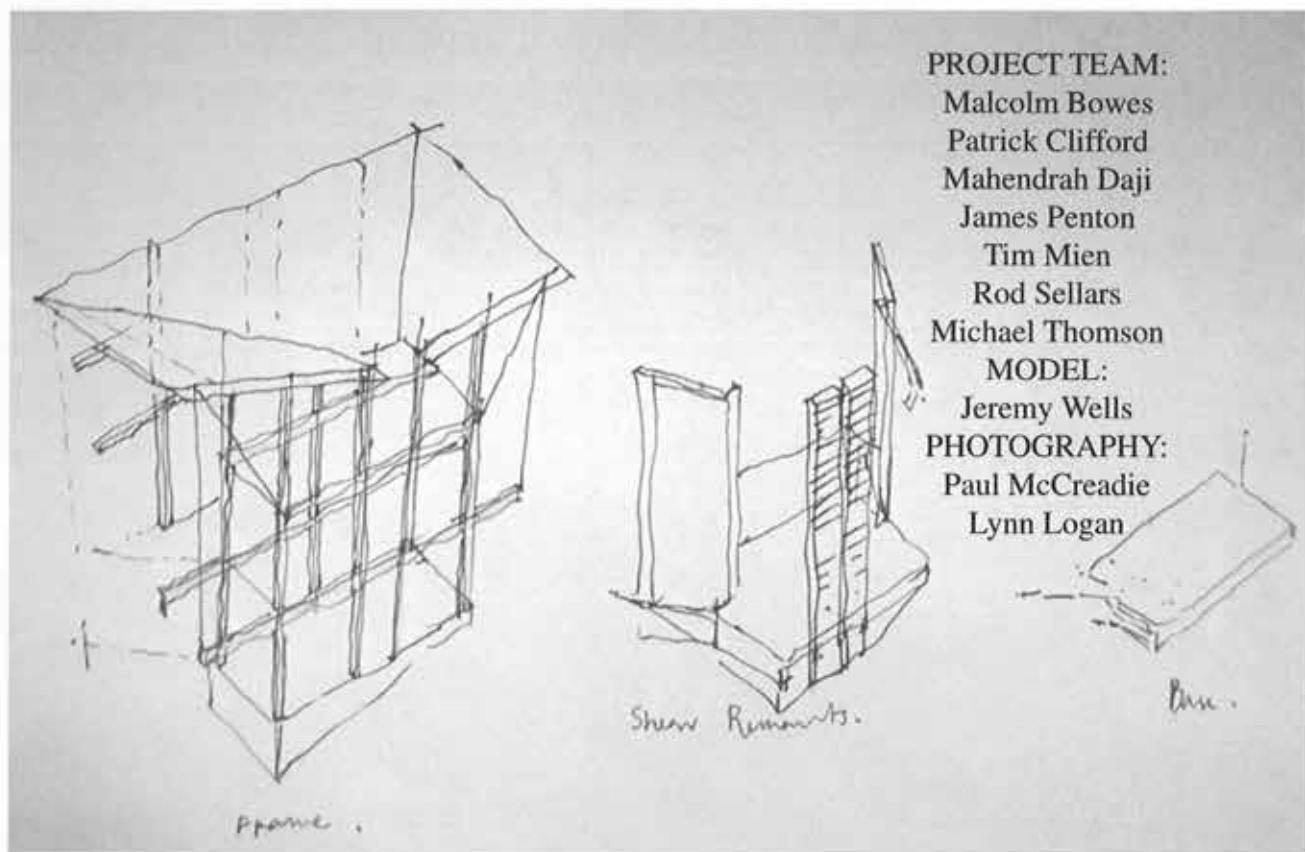 PROJECT TEAM:
Malcolm Bowes
Patrick Clifford
Mahendrah Daji
James Penton
Tim Mien
Rod Sellars
Michael Thomson
MODEL:
Jeremy Wells
PHOTOGRAPHY:
Paul McCreadie
Lynn Logan
Shear
Base.
Frame.